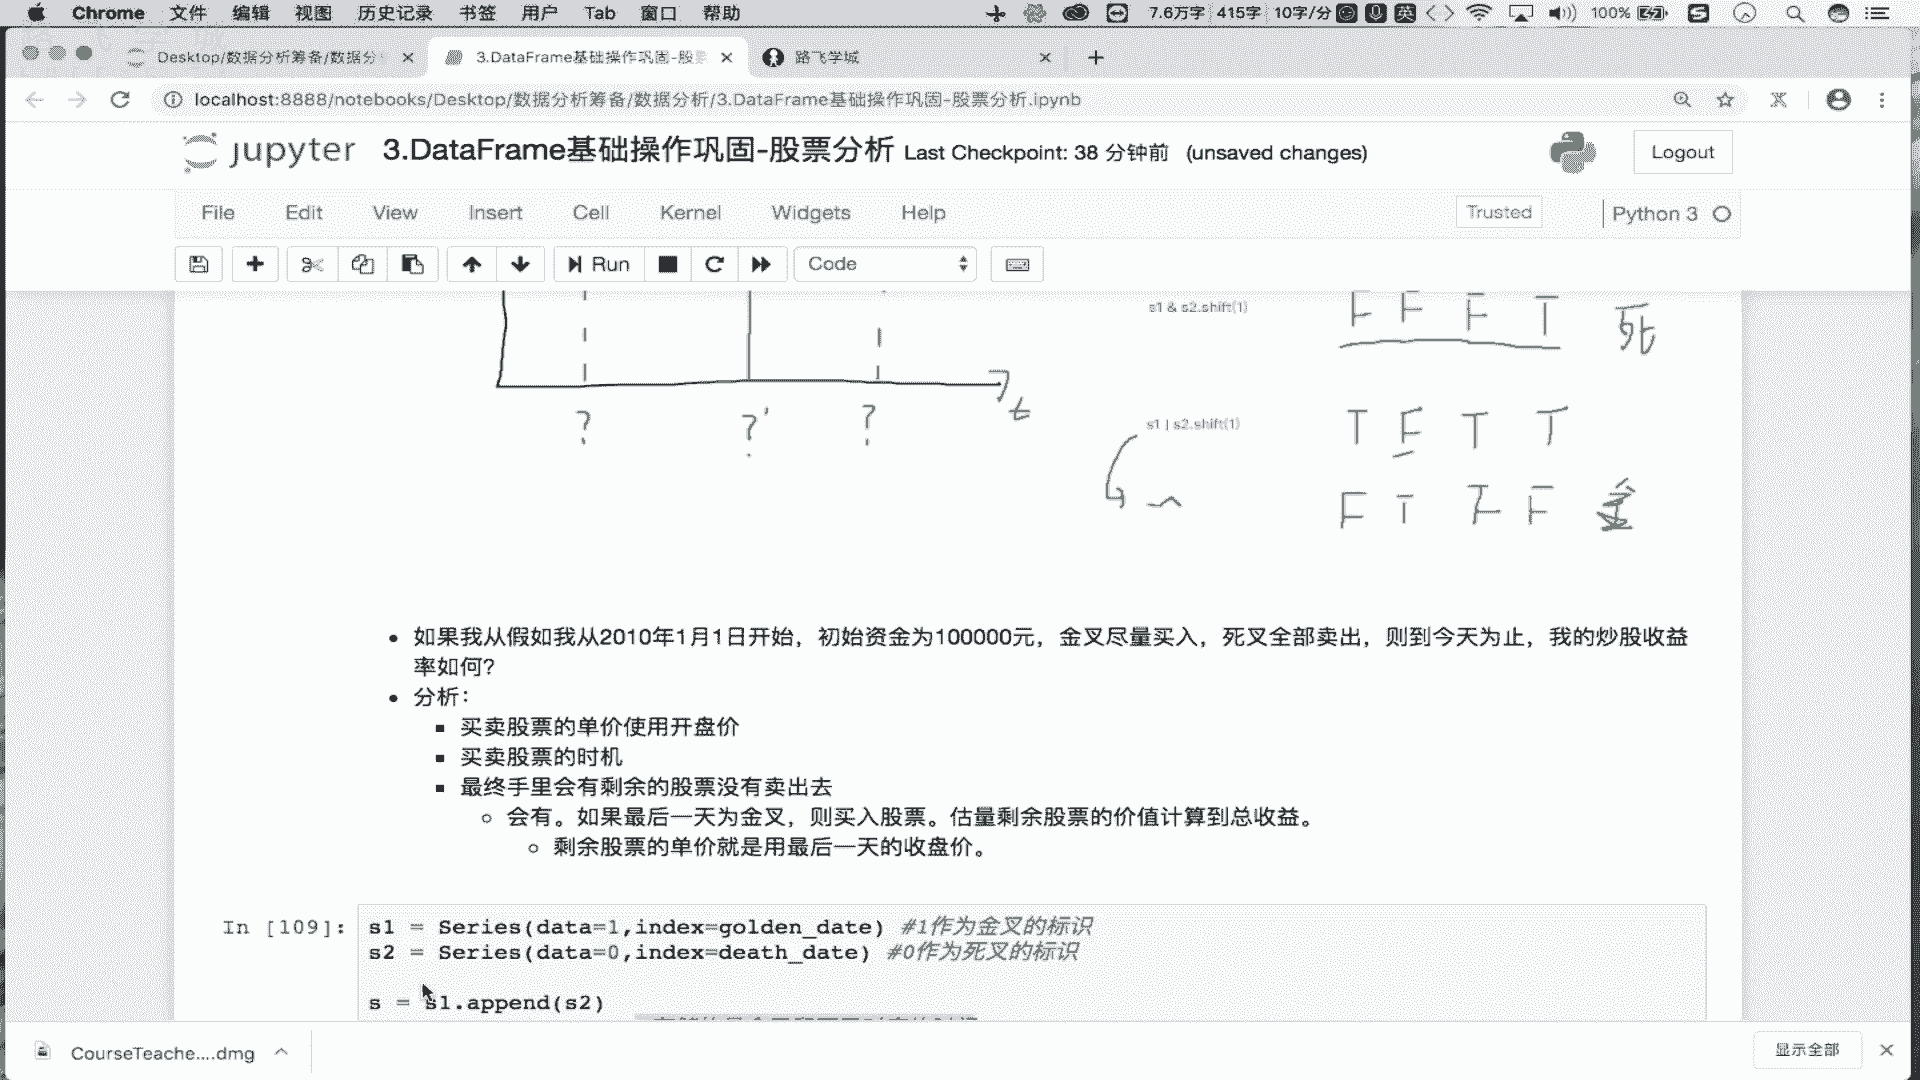 Chrome 文件 编辑 视图 历史记录 书签 用户 Tab 窗口 帮助 7.6万字 415字 10字/分 英 100%
Desktop/数据分析筹备/数据分 3.DataFrame基础操作巩固-股 路飞学城
localhost:8888/notebooks/Desktop/数据分析筹备/数据分析/3.DataFrame基础操作巩固-股票分析.ipynb
jupyter 3.DataFrame基础操作巩固-股票分析 Last Checkpoint: 38 分钟前 (unsaved changes) Logout
File Edit View Insert Cell Kernel Widgets Help Trusted Python 3
Run Code
s1 & s2.shift(1) F F F T 死
t
? ?' ? s1 | s2.shift(1) T F T T
~ F T F F 金
如果我从假如我从2010年1月1日开始，初始资金为100000元，金叉尽量买入，死叉全部卖出，则到今天为止，我的炒股收益
率如何?
分析：
买卖股票的单价使用开盘价
买卖股票的时机
最终手里会有剩余的股票没有卖出去
会有。如果最后一天为金叉，则买入股票。估量剩余股票的价值计算到总收益。
剩余股票的单价就是用最后一天的收盘价。
In [109]: s1 = Series(data=1,index=golden_date) #1作为金叉的标识
s2 = Series(data=0,index=death_date) #0作为死叉的标识
s = s1.append(s2)
CourseTeache....dmg 显示全部